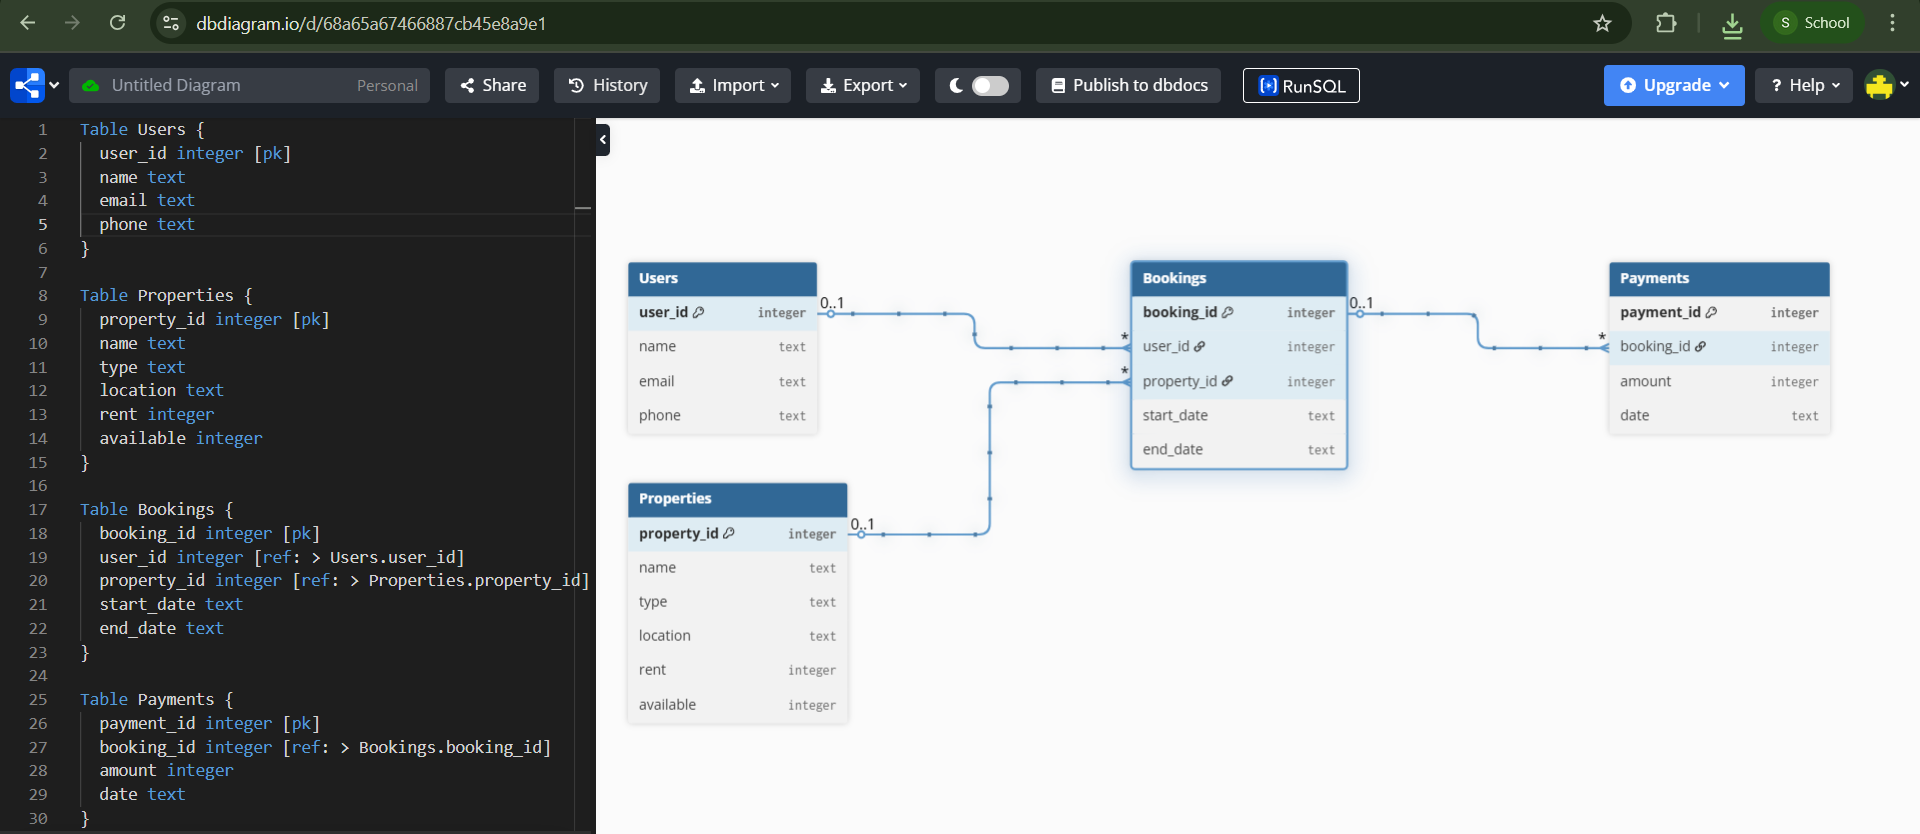 dbdiagram.io/d/68a65a67466887cb45e8a9e1
S School
Untitled Diagram Personal Share History Import Export Publish to dbdocs RunSQL Upgrade ? Help
1 Table Users {
2 user_id integer [pk]
3 name text
4 email text
5 phone text
6 }
7
8 Table Properties {
9 property_id integer [pk]
10 name text
11 type text
12 location text
13 rent integer
14 available integer
15 }
16
17 Table Bookings {
18 booking_id integer [pk]
19 user_id integer [ref: > Users.user_id]
20 property_id integer [ref: > Properties.property_id]
21 start_date text
22 end_date text
23 }
24
25 Table Payments {
26 payment_id integer [pk]
27 booking_id integer [ref: > Bookings.booking_id]
28 amount integer
29 date text
30 }
Users
user_id integer
name text
email text
phone text
0..1
*
Properties
property_id integer
name text
type text
location text
rent integer
available integer
0..1
*
Bookings
booking_id integer
user_id integer
property_id integer
start_date text
end_date text
0..1
*
Payments
payment_id integer
booking_id integer
amount integer
date text